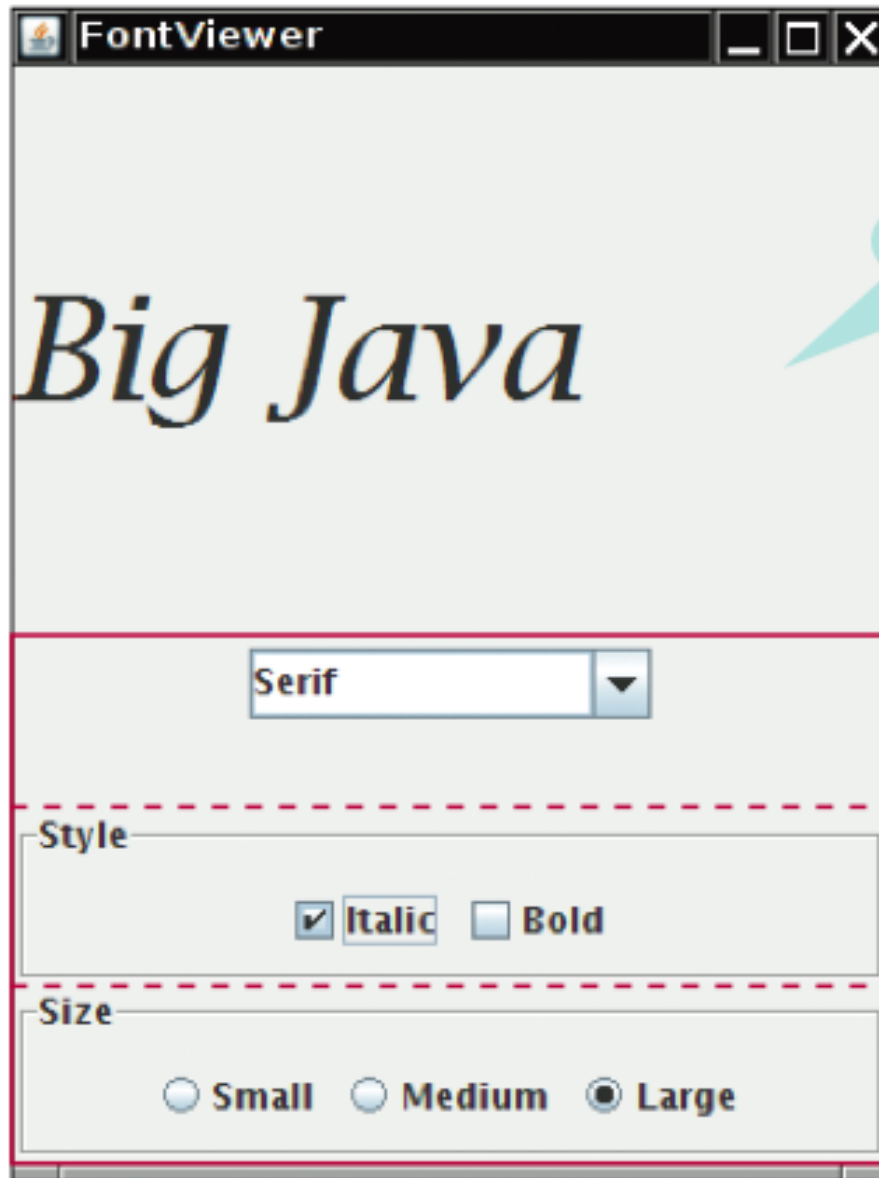 FontViewer
Big Java
Serif
Style
Italic Bold
Size
Small Medium Large